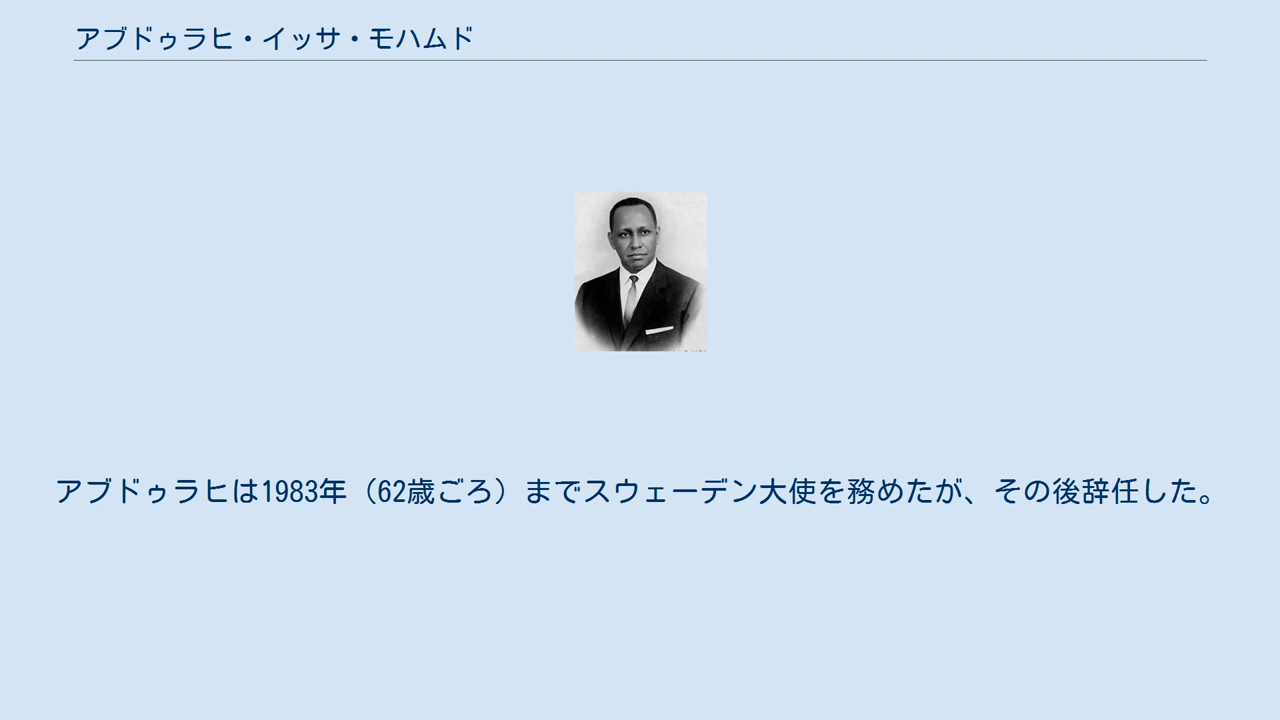 アブドゥラヒ・イッサ・モハムド
アブドゥラヒは1983年（62歳ごろ）までスウェーデン大使を務めたが、その後辞任した。